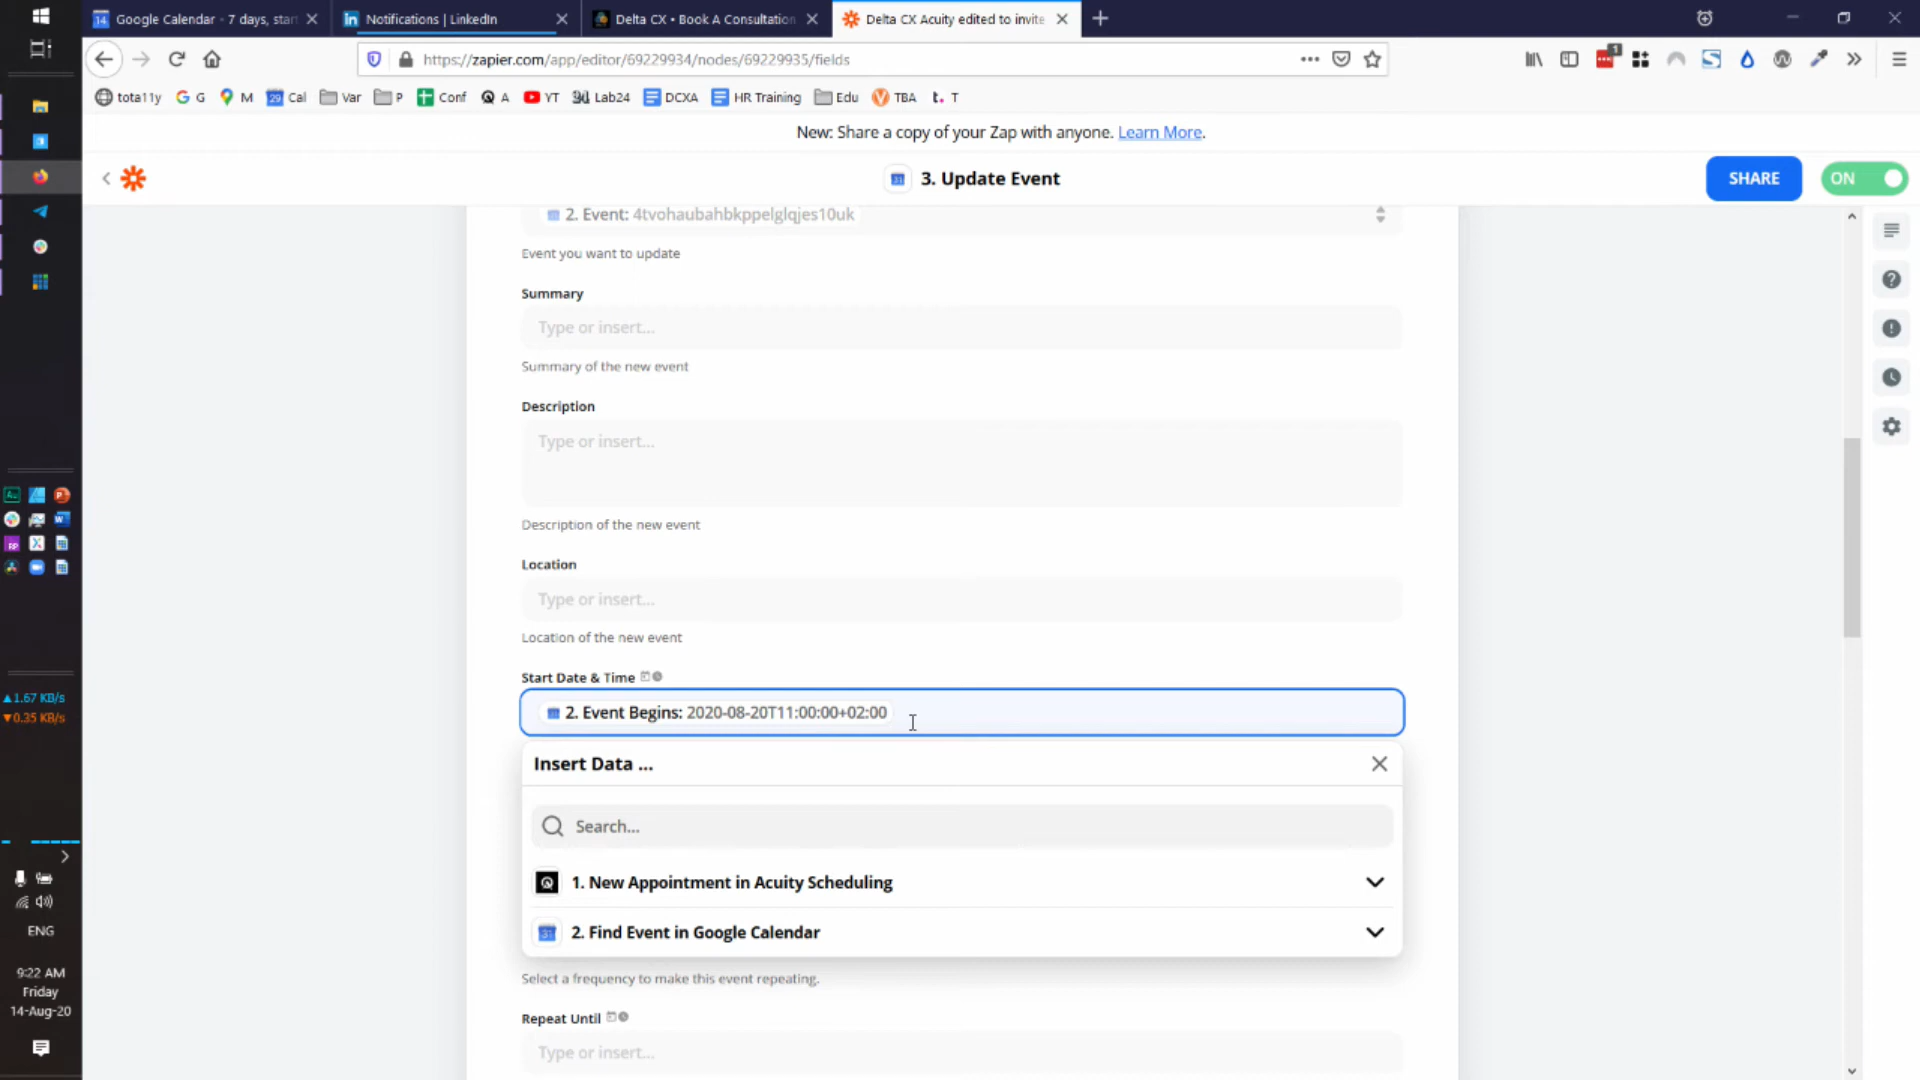 Google Calendar - 7 days, star
Notifications | LinkedIn
Delta CX • Book A Consultation
Delta CX Acuity edited to invite
https://zapier.com/app/editor/69229934/nodes/69229935/fields
1
tota11y
G
M
29
Cal
Var
P
Conf
A
YT
Lab24
DCXA
HR Training
Edu
TBA
T
New: Share a copy of your Zap with anyone. Learn More.
3. Update Event
SHARE
ON
2. Event: 4tvohaubahbkppelglqjes10uk
Event you want to update
Summary
Type or insert...
Summary of the new event
Description
Type or insert...
Description of the new event
Location
Type or insert...
Location of the new event
Start Date & Time
2. Event Begins: 2020-08-20T11:00:00+02:00
Insert Data ...
Search...
1. New Appointment in Acuity Scheduling
2. Find Event in Google Calendar
Select a frequency to make this event repeating.
Repeat Until
Type or insert...
1.67 KB/s
0.35 KB/s
ENG
9:22 AM
Friday
14-Aug-20